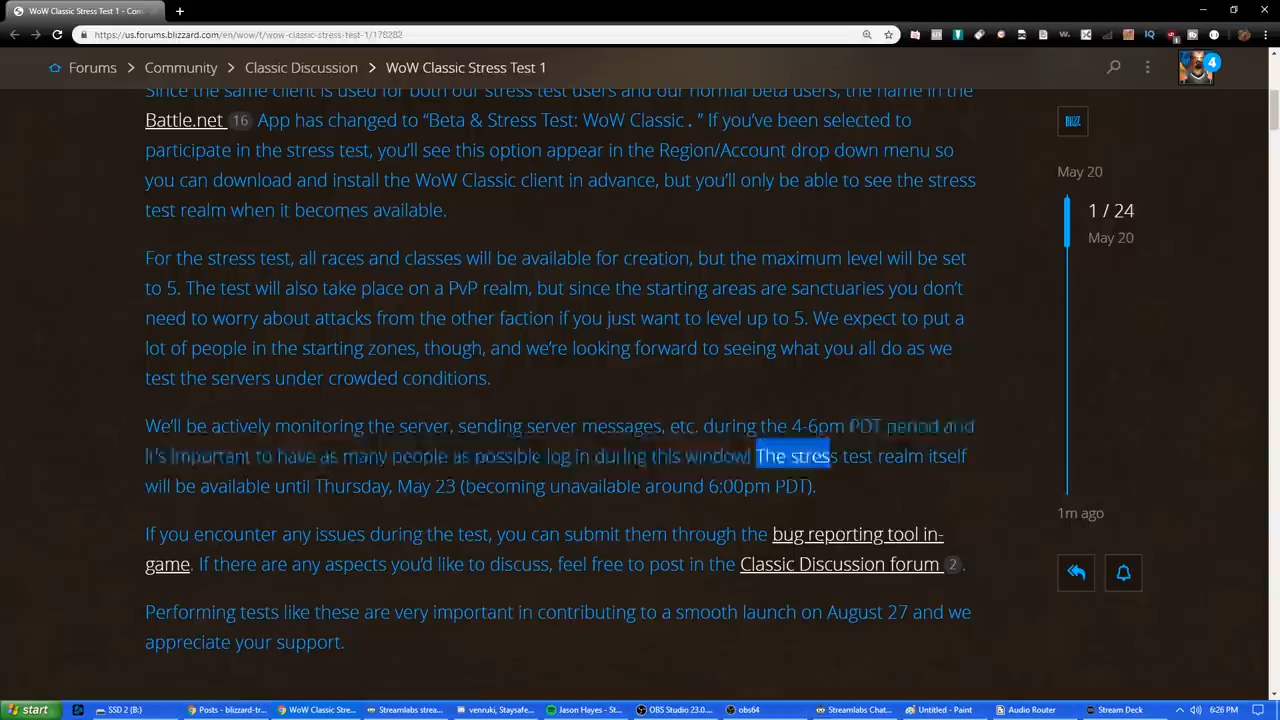 WoW Classic Stress Test 1 - Con
https://us.forums.blizzard.com/en/wow/t/wow-classic-stress-test-1/178282
Forums > Community > Classic Discussion > WoW Classic Stress Test 1
4
Since the same client is used for both our stress test users and our normal beta users, the name in the
Battle.net 16 App has changed to “Beta & Stress Test: WoW Classic.” If you’ve been selected to
participate in the stress test, you’ll see this option appear in the Region/Account drop down menu so
you can download and install the WoW Classic client in advance, but you’ll only be able to see the stress
test realm when it becomes available.
For the stress test, all races and classes will be available for creation, but the maximum level will be set
to 5. The test will also take place on a PvP realm, but since the starting areas are sanctuaries you don’t
need to worry about attacks from the other faction if you just want to level up to 5. We expect to put a
lot of people in the starting zones, though, and we’re looking forward to seeing what you all do as we
test the servers under crowded conditions.
We’ll be actively monitoring the server, sending server messages, etc. during the 4-6pm PDT period and
it’s important to have as many people as possible log in during this window The stress test realm itself
will be available until Thursday, May 23 (becoming unavailable around 6:00pm PDT).
If you encounter any issues during the test, you can submit them through the bug reporting tool in-
game. If there are any aspects you’d like to discuss, feel free to post in the Classic Discussion forum 2.
Performing tests like these are very important in contributing to a smooth launch on August 27 and we
appreciate your support.
BLIZZ
May 20
1 / 24
May 20
1m ago
start
SSD 2 (B:)
Posts - blizzard-tr...
WoW Classic Stre...
Streamlabs strea...
venruki, Staysafe...
Jason Hayes - St...
OBS Studio 23.0...
obs64
Streamlabs Chat...
Untitled - Paint
Audio Router
Stream Deck
6:26 PM